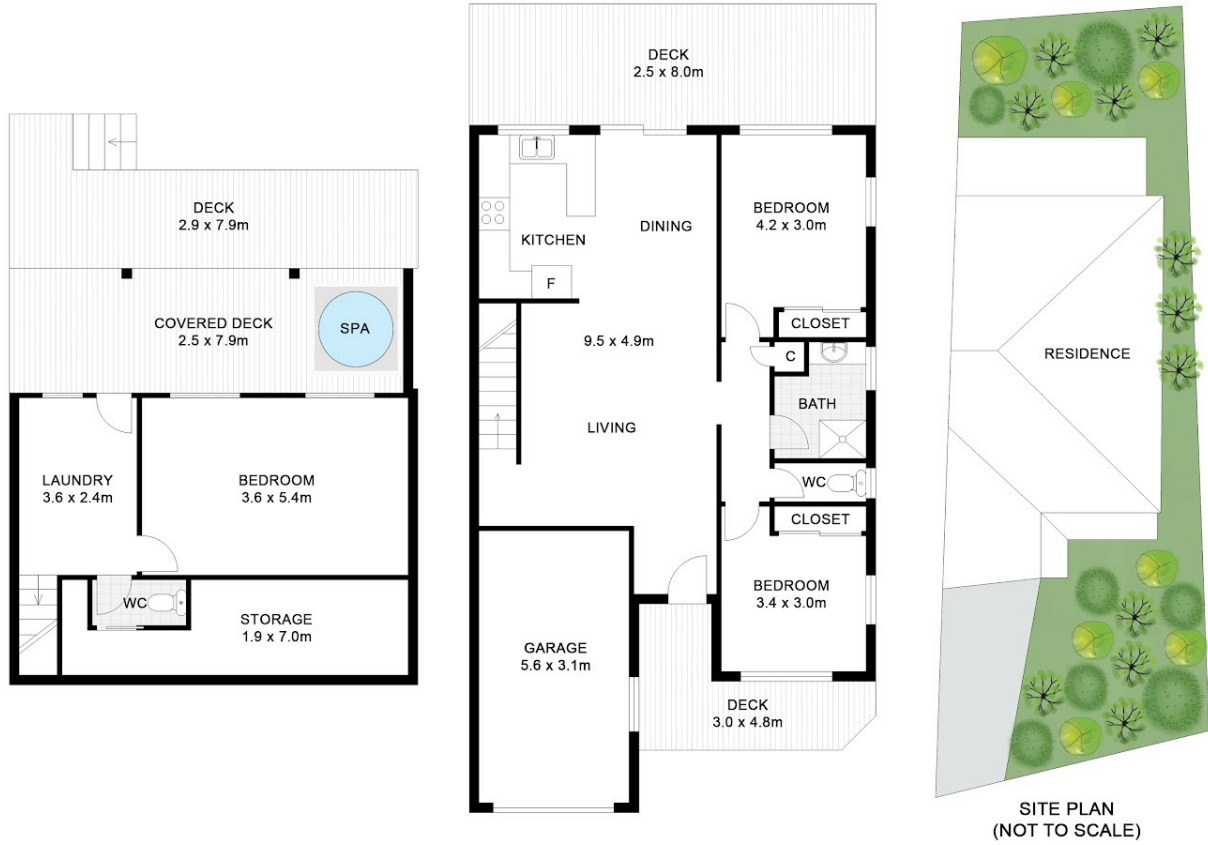 DECK
2.9 x 7.9m
COVERED DECK
2.5 x 7.9m
SPA
LAUNDRY
3.6 x 2.4m
BEDROOM
3.6 x 5.4m
WC
STORAGE
1.9 x 7.0m
DECK
2.5 x 8.0m
KITCHEN
DINING
F
BEDROOM
4.2 x 3.0m
CLOSET
9.5 x 4.9m
C
BATH
LIVING
WC
CLOSET
BEDROOM
3.4 x 3.0m
GARAGE
5.6 x 3.1m
DECK
3.0 x 4.8m
RESIDENCE
SITE PLAN
(NOT TO SCALE)